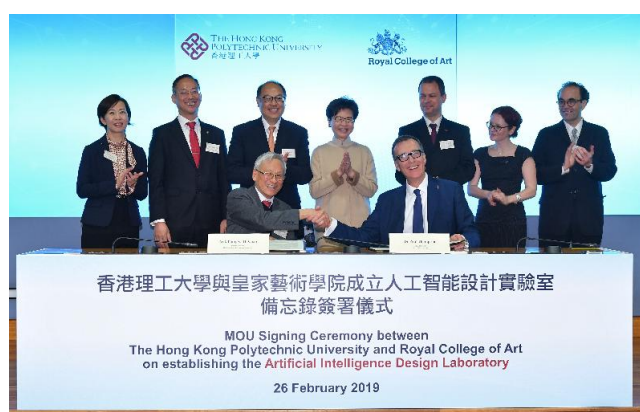 THE HONG KONG
POLYTECHNIC UNIVERSITY
香港理工大學
Royal College of Art
香港理工大學與皇家藝術學院成立人工智能設計實驗室
備忘錄簽署儀式
MOU Signing Ceremony between
The Hong Kong Polytechnic University and Royal College of Art
on establishing the Artificial Intelligence Design Laboratory
26 February 2019